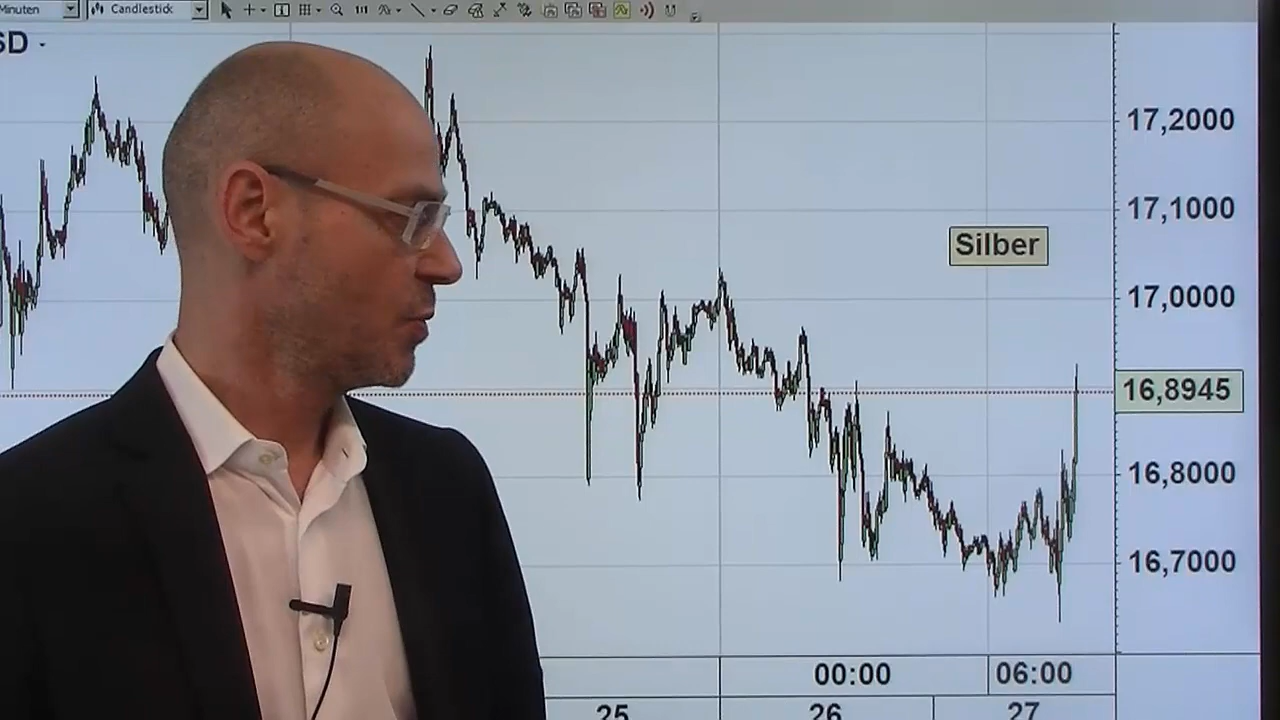 Minuten Candlestick
SD -
17,2000
17,1000
Silber
17,0000
16,8945
16,8000
16,7000
00:00 06:00
25 26 27